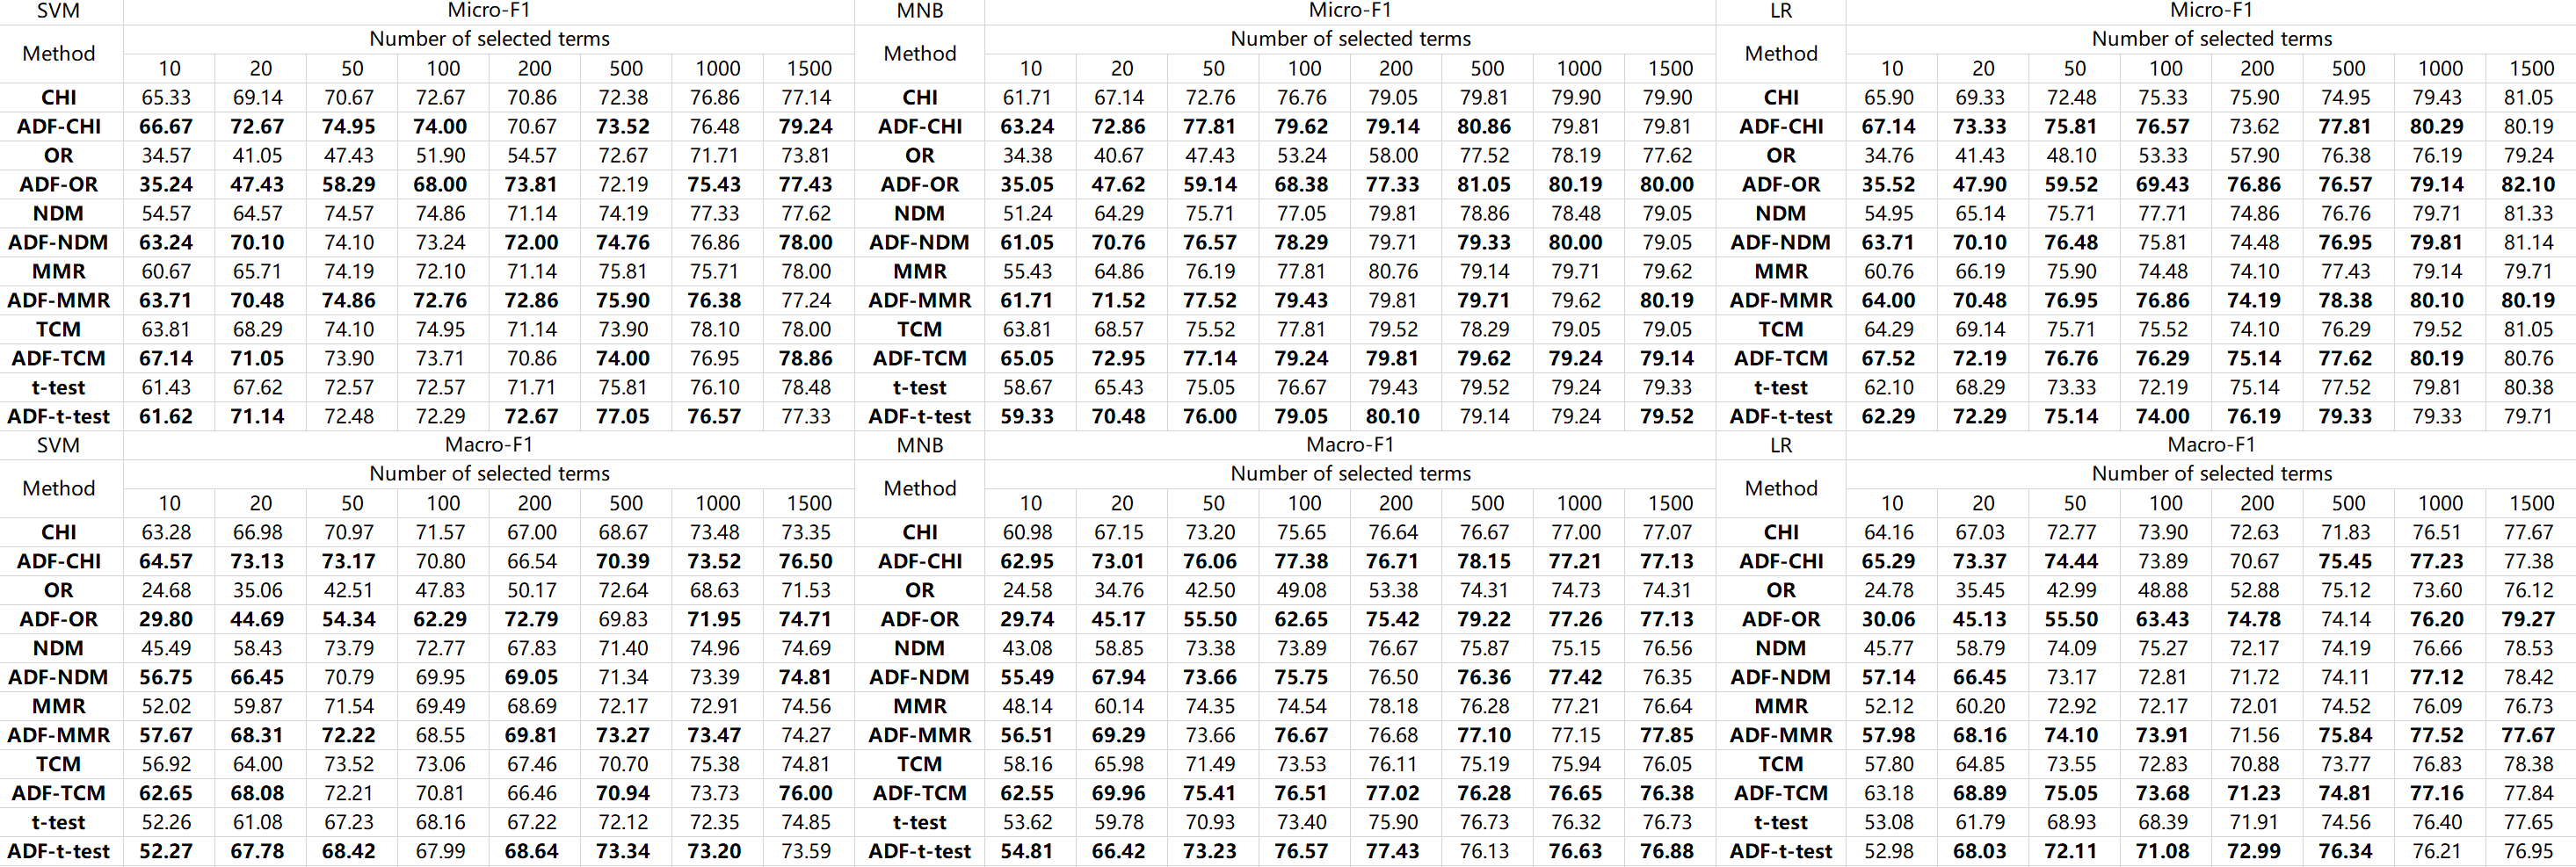 SVM Micro-F1 MNB Micro-F1 LR Micro-F1
Method Number of selected terms Method Number of selected terms Method Number of selected terms
10 20 50 100 200 500 1000 1500 10 20 50 100 200 500 1000 1500 10 20 50 100 200 500 1000 1500
CHI 65.33 69.14 70.67 72.67 70.86 72.38 76.86 77.14 CHI 61.71 67.14 72.76 76.76 79.05 79.81 79.90 79.90 CHI 65.90 69.33 72.48 75.33 75.90 74.95 79.43 81.05
ADF-CHI 66.67 72.67 74.95 74.00 70.67 73.52 76.48 79.24 ADF-CHI 63.24 72.86 77.81 79.62 79.14 80.86 79.81 79.81 ADF-CHI 67.14 73.33 75.81 76.57 73.62 77.81 80.29 80.19
OR 34.57 41.05 47.43 51.90 54.57 72.67 71.71 73.81 OR 34.38 40.67 47.43 53.24 58.00 77.52 78.19 77.62 OR 34.76 41.43 48.10 53.33 57.90 76.38 76.19 79.24
ADF-OR 35.24 47.43 58.29 68.00 73.81 72.19 75.43 77.43 ADF-OR 35.05 47.62 59.14 68.38 77.33 81.05 80.19 80.00 ADF-OR 35.52 47.90 59.52 69.43 76.86 76.57 79.14 82.10
NDM 54.57 64.57 74.57 74.86 71.14 74.19 77.33 77.62 NDM 51.24 64.29 75.71 77.05 79.81 78.86 78.48 79.05 NDM 54.95 65.14 75.71 77.71 74.86 76.76 79.71 81.33
ADF-NDM 63.24 70.10 74.10 73.24 72.00 74.76 76.86 78.00 ADF-NDM 61.05 70.76 76.57 78.29 79.71 79.33 80.00 79.05 ADF-NDM 63.71 70.10 76.48 75.81 74.48 76.95 79.81 81.14
MMR 60.67 65.71 74.19 72.10 71.14 75.81 75.71 78.00 MMR 55.43 64.86 76.19 77.81 80.76 79.14 79.71 79.62 MMR 60.76 66.19 75.90 74.48 74.10 77.43 79.14 79.71
ADF-MMR 63.71 70.48 74.86 72.76 72.86 75.90 76.38 77.24 ADF-MMR 61.71 71.52 77.52 79.43 79.81 79.71 79.62 80.19 ADF-MMR 64.00 70.48 76.95 76.86 74.19 78.38 80.10 80.19
TCM 63.81 68.29 74.10 74.95 71.14 73.90 78.10 78.00 TCM 63.81 68.57 75.52 77.81 79.52 78.29 79.05 79.05 TCM 64.29 69.14 75.71 75.52 74.10 76.29 79.52 81.05
ADF-TCM 67.14 71.05 73.90 73.71 70.86 74.00 76.95 78.86 ADF-TCM 65.05 72.95 77.14 79.24 79.81 79.62 79.24 79.14 ADF-TCM 67.52 72.19 76.76 76.29 75.14 77.62 80.19 80.76
t-test 61.43 67.62 72.57 72.57 71.71 75.81 76.10 78.48 t-test 58.67 65.43 75.05 76.67 79.43 79.52 79.24 79.33 t-test 62.10 68.29 73.33 72.19 75.14 77.52 79.81 80.38
ADF-t-test 61.62 71.14 72.48 72.29 72.67 77.05 76.57 77.33 ADF-t-test 59.33 70.48 76.00 79.05 80.10 79.14 79.24 79.52 ADF-t-test 62.29 72.29 75.14 74.00 76.19 79.33 79.33 79.71
SVM Macro-F1 MNB Macro-F1 LR Macro-F1
Method Number of selected terms Method Number of selected terms Method Number of selected terms
10 20 50 100 200 500 1000 1500 10 20 50 100 200 500 1000 1500 10 20 50 100 200 500 1000 1500
CHI 63.28 66.98 70.97 71.57 67.00 68.67 73.48 73.35 CHI 60.98 67.15 73.20 75.65 76.64 76.67 77.00 77.07 CHI 64.16 67.03 72.77 73.90 72.63 71.83 76.51 77.67
ADF-CHI 64.57 73.13 73.17 70.80 66.54 70.39 73.52 76.50 ADF-CHI 62.95 73.01 76.06 77.38 76.71 78.15 77.21 77.13 ADF-CHI 65.29 73.37 74.44 73.89 70.67 75.45 77.23 77.38
OR 24.68 35.06 42.51 47.83 50.17 72.64 68.63 71.53 OR 24.58 34.76 42.50 49.08 53.38 74.31 74.73 74.31 OR 24.78 35.45 42.99 48.88 52.88 75.12 73.60 76.12
ADF-OR 29.80 44.69 54.34 62.29 72.79 69.83 71.95 74.71 ADF-OR 29.74 45.17 55.50 62.65 75.42 79.22 77.26 77.13 ADF-OR 30.06 45.13 55.50 63.43 74.78 74.14 76.20 79.27
NDM 45.49 58.43 73.79 72.77 67.83 71.40 74.96 74.69 NDM 43.08 58.85 73.38 73.89 76.67 75.87 75.15 76.56 NDM 45.77 58.79 74.09 75.27 72.17 74.19 76.66 78.53
ADF-NDM 56.75 66.45 70.79 69.95 69.05 71.34 73.39 74.81 ADF-NDM 55.49 67.94 73.66 75.75 76.50 76.36 77.42 76.35 ADF-NDM 57.14 66.45 73.17 72.81 71.72 74.11 77.12 78.42
MMR 52.02 59.87 71.54 69.49 68.69 72.17 72.91 74.56 MMR 48.14 60.14 74.35 74.54 78.18 76.28 77.21 76.64 MMR 52.12 60.20 72.92 72.17 72.01 74.52 76.09 76.73
ADF-MMR 57.67 68.31 72.22 68.55 69.81 73.27 73.47 74.27 ADF-MMR 56.51 69.29 73.66 76.67 76.68 77.10 77.15 77.85 ADF-MMR 57.98 68.16 74.10 73.91 71.56 75.84 77.52 77.67
TCM 56.92 64.00 73.52 73.06 67.46 70.70 75.38 74.81 TCM 58.16 65.98 71.49 73.53 76.11 75.19 75.94 76.05 TCM 57.80 64.85 73.55 72.83 70.88 73.77 76.83 78.38
ADF-TCM 62.65 68.08 72.21 70.81 66.46 70.94 73.73 76.00 ADF-TCM 62.55 69.96 75.41 76.51 77.02 76.28 76.65 76.38 ADF-TCM 63.18 68.89 75.05 73.68 71.23 74.81 77.16 77.84
t-test 52.26 61.08 67.23 68.16 67.22 72.12 72.35 74.85 t-test 53.62 59.78 70.93 73.40 75.90 76.73 76.32 76.73 t-test 53.08 61.79 68.93 68.39 71.91 74.56 76.40 77.65
ADF-t-test 52.27 67.78 68.42 67.99 68.64 73.34 73.20 73.59 ADF-t-test 54.81 66.42 73.23 76.57 77.43 76.13 76.63 76.88 ADF-t-test 52.98 68.03 72.11 71.08 72.99 76.34 76.21 76.95